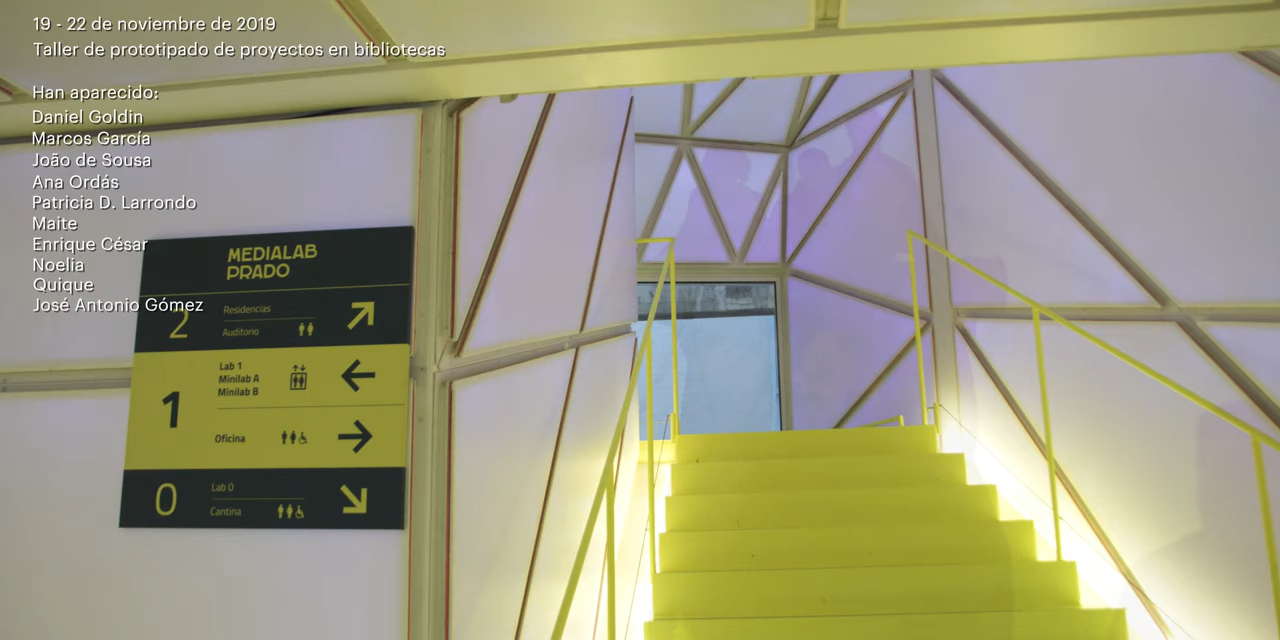 19 - 22 de noviembre de 2019
Taller de prototipado de proyectos en bibliotecas
Han aparecido:
Daniel Goldin
Marcos García
João de Sousa
Ana Ordás
Patricia D. Larrondo
Maite
Enrique César
Noelia
Quique
José Antonio Gómez
MEDIALAB
PRADO
2
Residencias
Auditorio
1
Lab 1
Minilab A
Minilab B
Oficina
0
Lab 0
Cantina